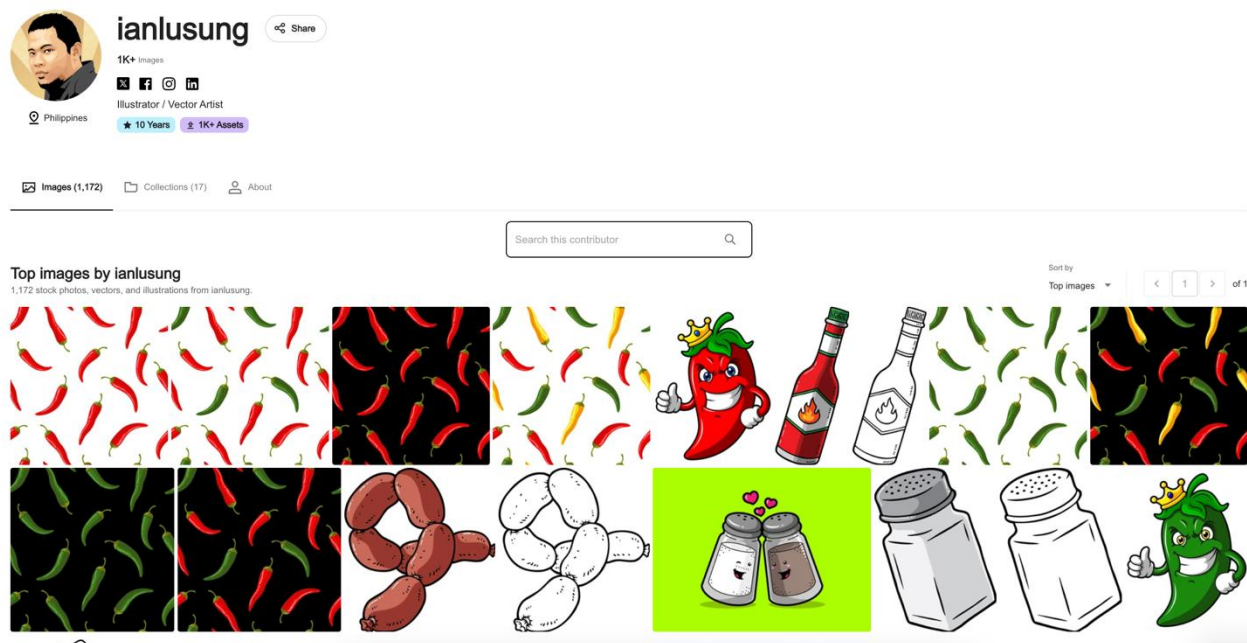 ianlusung
Share
1K+ Images
Illustrator / Vector Artist
Philippines
10 Years
1K+ Assets
Images (1,172)
Collections (17)
About
Search this contributor
Top images by ianlusung
1,172 stock photos, vectors, and illustrations from ianlusung.
Sort by
Top images
1
of 1